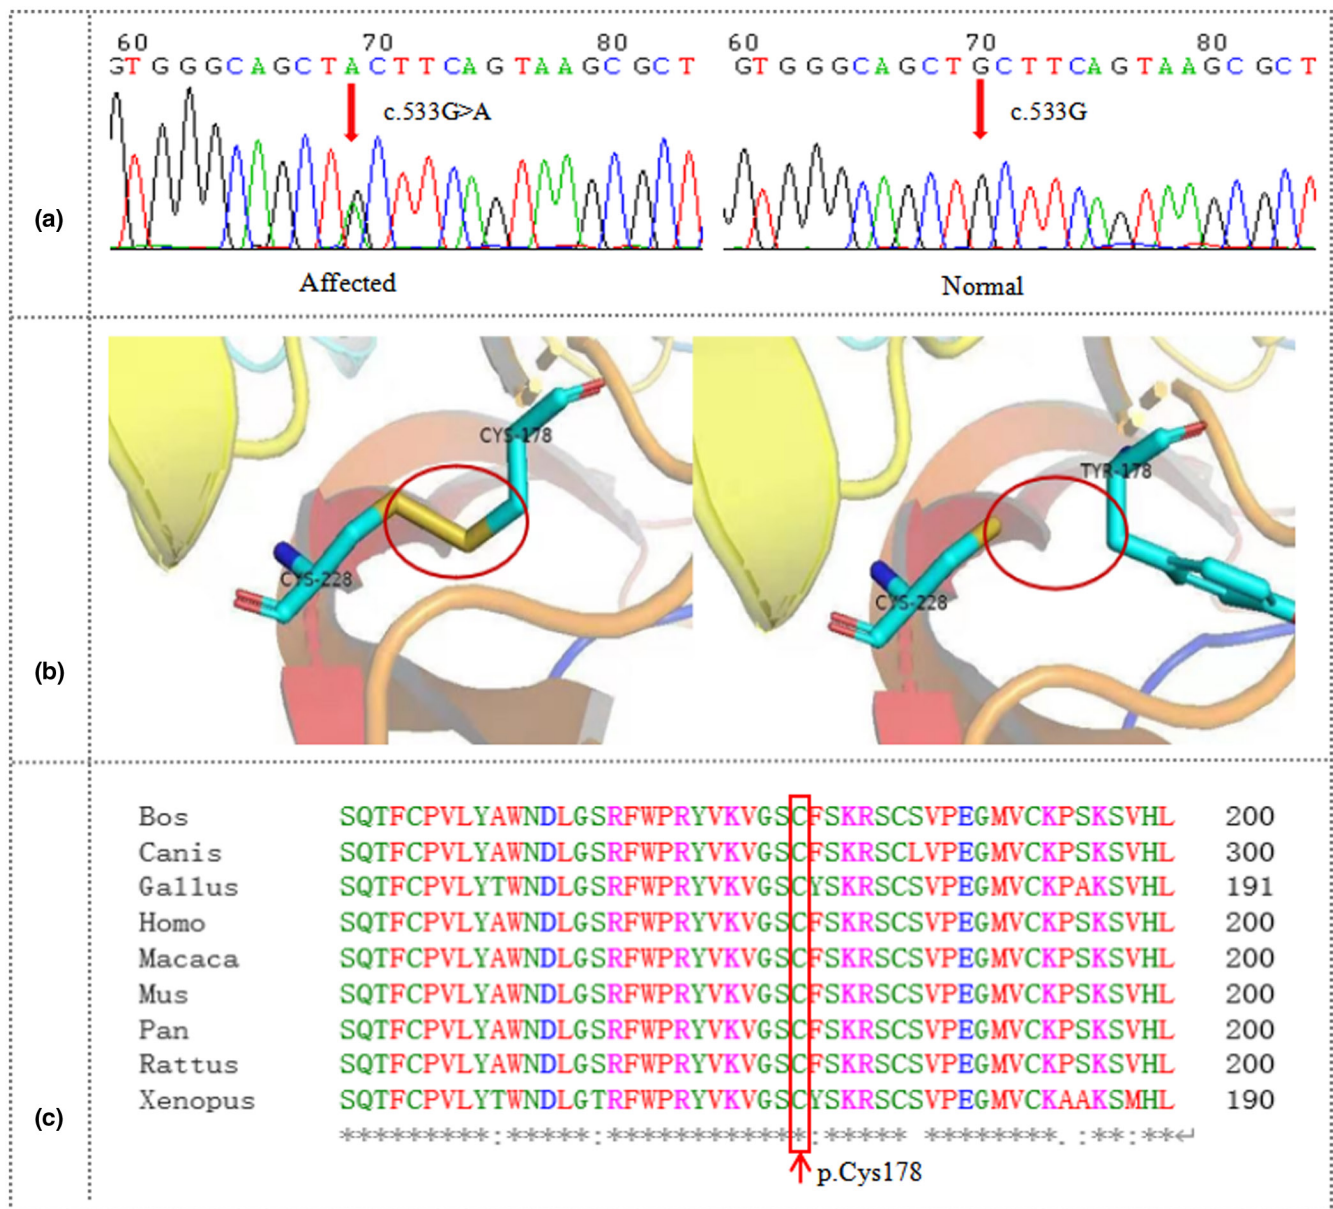 60 70 80 60 70 80
GTGGGCAGCTACTTCAGTAAGCGCT GTGGGCAGCTGCTTCAGTAAGCGCT
c.533G>A c.533G
(a)
Affected Normal
CYS-178 TYR-178
CYS-228 CYS-228
(b)
Bos SQTFCPVLYAWNDLGSRFWPRYVKVGSCFSKRSCSVPEGMVCKPSKSVHL 200
Canis SQTFCPVLYAWNDLGSRFWPRYVKVGSCFSKRSCLVPEGMVCKPSKSVHL 300
Gallus SQTFCPVLYTWNDLGSRFWPRYVKVGSCYSKRSCSVPEGMVCKPAKSVHL 191
Homo SQTFCPVLYAWNDLGSRFWPRYVKVGSCFSKRSCSVPEGMVCKPSKSVHL 200
Macaca SQTFCPVLYAWNDLGSRFWPRYVKVGSCFSKRSCSVPEGMVCKPSKSVHL 200
Mus SQTFCPVLYAWNDLGSRFWPRYVKVGSCFSKRSCSVPEGMVCKPSKSVHL 200
Pan SQTFCPVLYAWNDLGSRFWPRYVKVGSCFSKRSCSVPEGMVCKPSKSVHL 200
Rattus SQTFCPVLYAWNDLGSRFWPRYVKVGSCFSKRSCSVPEGMVCKPSKSVHL 200
Xenopus SQTFCPVLYTWNDLGTRFWPRYVKVGSCYSKRSCSVPEGMVCKAAKSMHL 190
*********:*****:************:***** ********.:**:**↵
(c)
p.Cys178